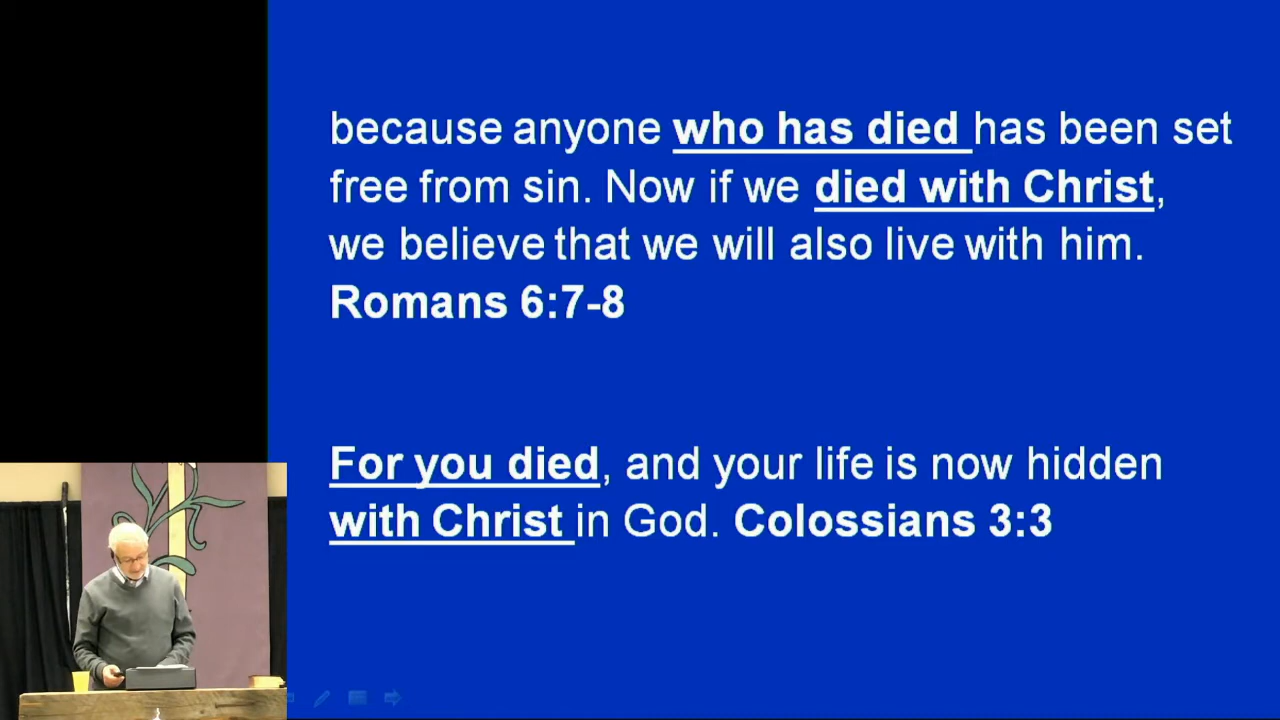 because anyone who has died has been set
free from sin. Now if we died with Christ,
we believe that we will also live with him.
Romans 6:7-8
For you died, and your life is now hidden
with Christ in God. Colossians 3:3